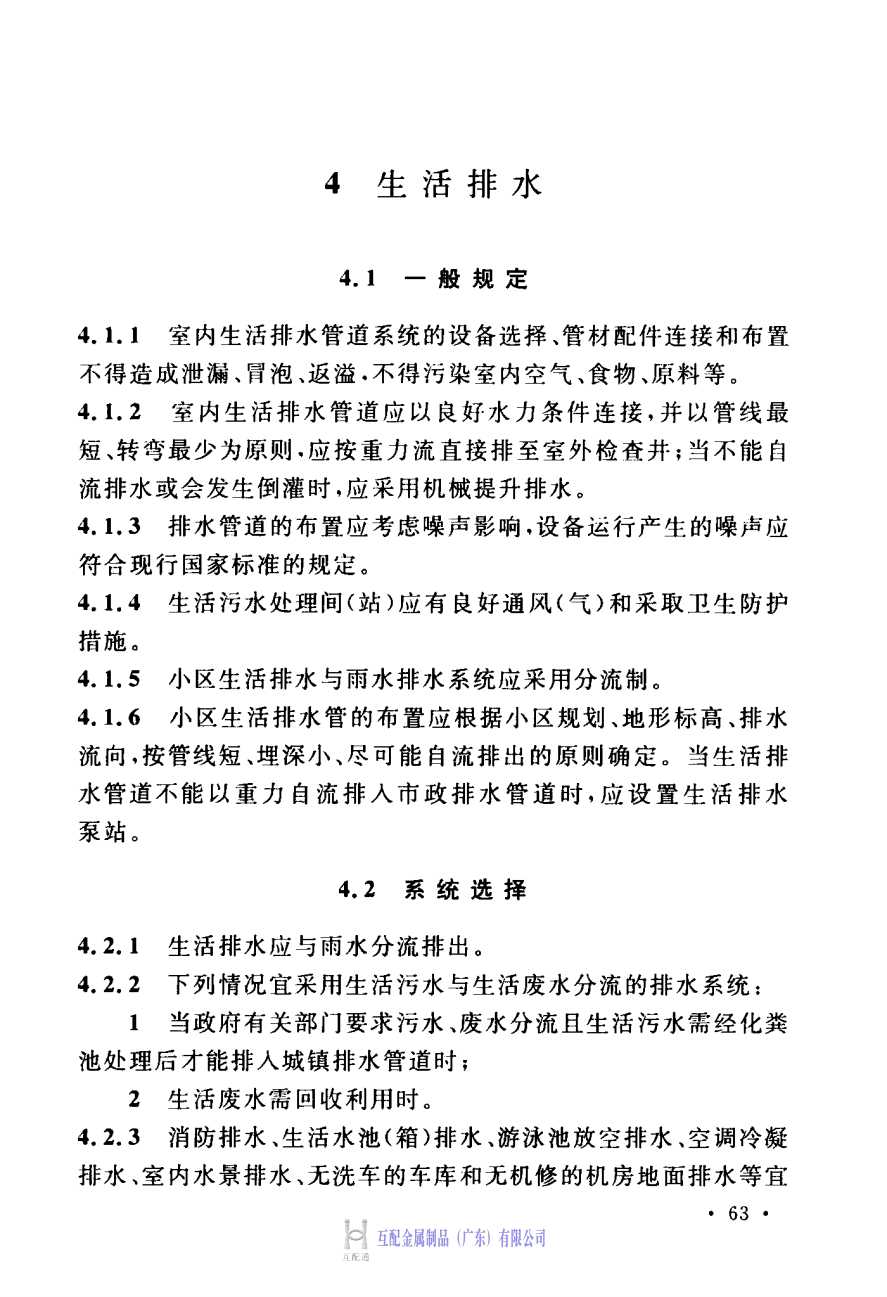 4 生活排水
4.1 一般规定
4.1.1 室内生活排水管道系统的设备选择、管材配件连接和布置
不得造成泄漏、冒泡、返溢,不得污染室内空气、食物、原料等。
4.1.2 室内生活排水管道应以良好水力条件连接,并以管线最
短、转弯最少为原则,应按重力流直接排至室外检查井;当不能自
流排水或会发生倒灌时,应采用机械提升排水。
4.1.3 排水管道的布置应考虑噪声影响,设备运行产生的噪声应
符合现行国家标准的规定。
4.1.4 生活污水处理间(站)应有良好通风(气)和采取卫生防护
措施。
4.1.5 小区生活排水与雨水排水系统应采用分流制。
4.1.6 小区生活排水管的布置应根据小区规划、地形标高、排水
流向,按管线短、埋深小、尽可能自流排出的原则确定。当生活排
水管道不能以重力自流排入市政排水管道时,应设置生活排水
泵站。
4.2 系统选择
4.2.1 生活排水应与雨水分流排出。
4.2.2 下列情况宜采用生活污水与生活废水分流的排水系统:
1 当政府有关部门要求污水、废水分流且生活污水需经化粪
池处理后才能排入城镇排水管道时;
2 生活废水需回收利用时。
4.2.3 消防排水、生活水池(箱)排水、游泳池放空排水、空调冷凝
排水、室内水景排水、无洗车的车库和无机修的机房地面排水等宜
· 63 ·
互配金属制品(广东)有限公司
互配通